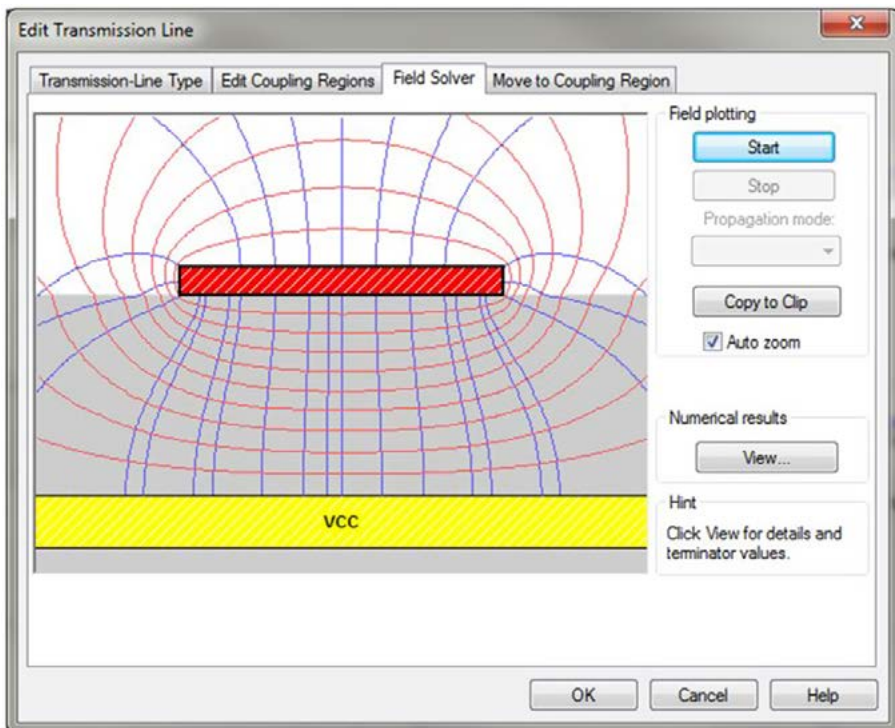 Edit Transmission Line
Transmission-Line Type
Edit Coupling Regions
Field Solver
Move to Coupling Region
Field plotting
Start
Stop
Propagation mode:
Copy to Clip
Auto zoom
Numerical results
View...
Hint
Click View for details and
terminator values.
VCC
OK
Cancel
Help